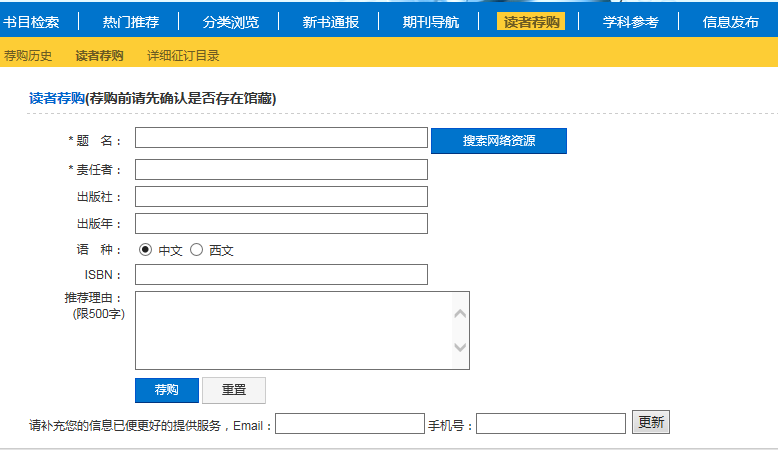 书目检索 热门推荐 分类浏览 新书通报 期刊导航 读者荐购 学科参考 信息发布
荐购历史 读者荐购 详细征订目录
读者荐购(荐购前请先确认是否存在馆藏)
* 题 名： 搜索网络资源
* 责任者：
出版社：
出版年：
语 种： 中文 西文
ISBN：
推荐理由：
(限500字)
荐购 重置
请补充您的信息已便更好的提供服务，Email： 手机号： 更新